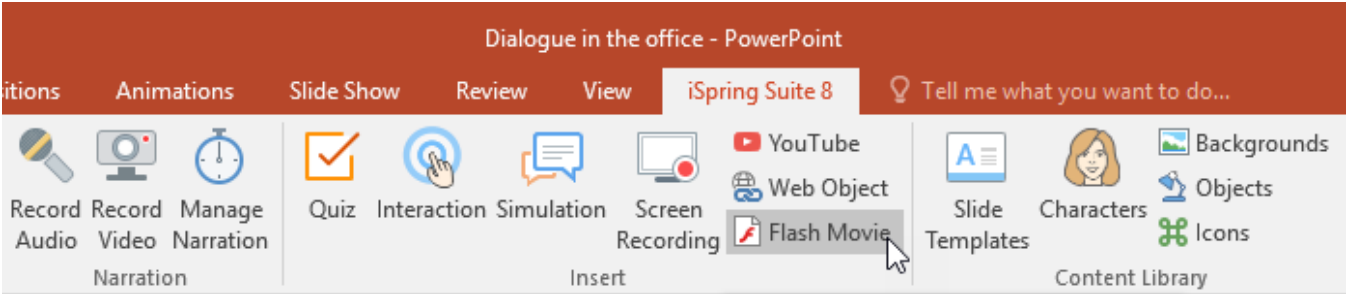 Dialogue in the office - PowerPoint
itions Animations Slide Show Review View iSpring Suite 8 Tell me what you want to do...
Record Audio
Record Video
Manage Narration
Narration
Quiz
Interaction
Simulation
Screen Recording
YouTube
Web Object
Flash Movie
Insert
A
Slide Templates
Characters
Backgrounds
Objects
Icons
Content Library